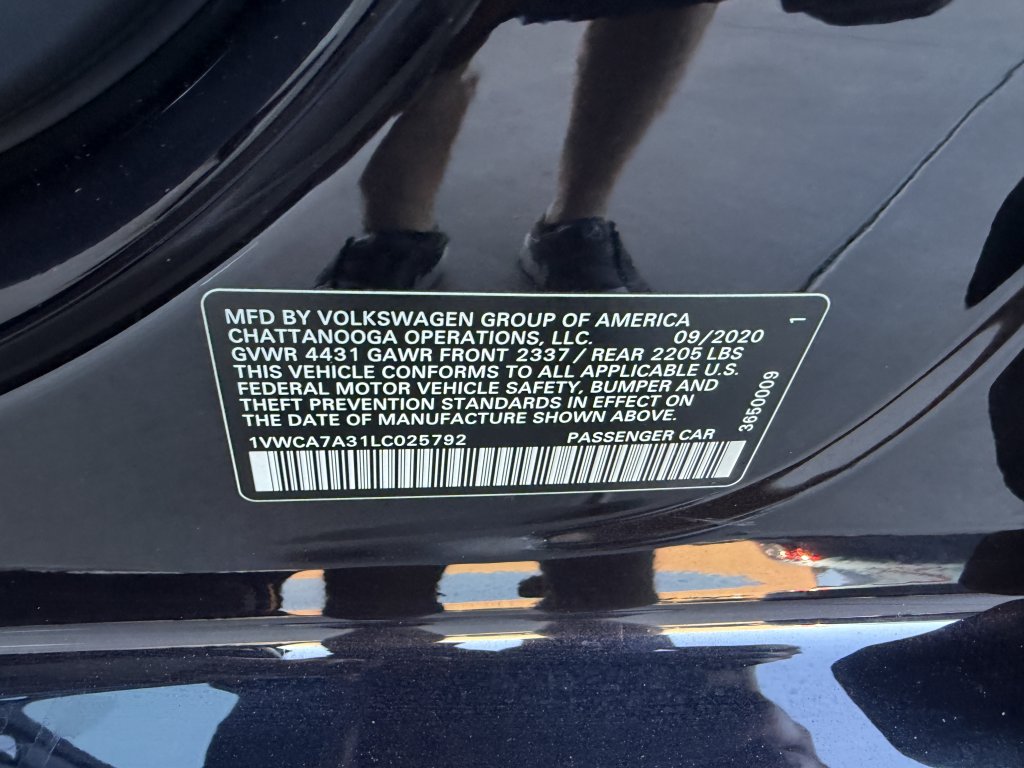 MFD BY VOLKSWAGEN GROUP OF AMERICA
CHATTANOOGA OPERATIONS, LLC. 09/2020
GVWR 4431 GAWR FRONT 2337 / REAR 2205 LBS
THIS VEHICLE CONFORMS TO ALL APPLICABLE U.S.
FEDERAL MOTOR VEHICLE SAFETY, BUMPER AND
THEFT PREVENTION STANDARDS IN EFFECT ON
THE DATE OF MANUFACTURE SHOWN ABOVE.
1VWCA7A31LC025792 PASSENGER CAR
3650009
1